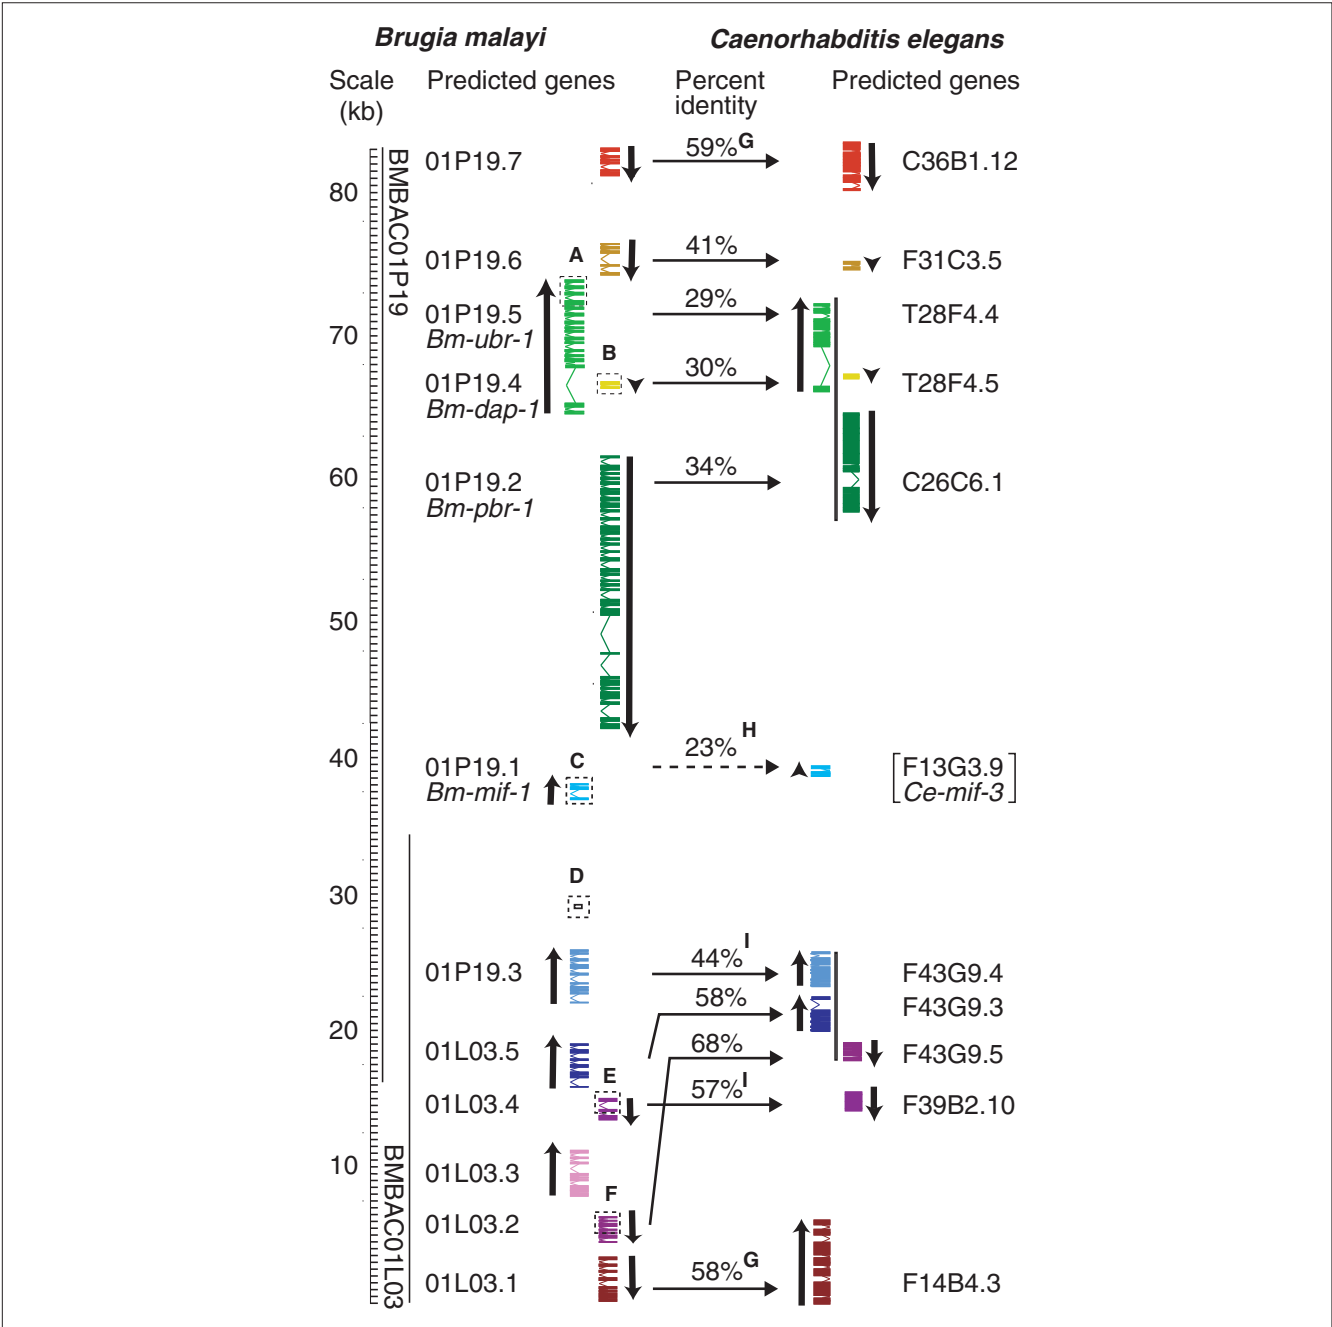 Brugia malayi
Caenorhabditis elegans
Scale
(kb)
Predicted genes
Percent
identity
Predicted genes
BMBAC01P19
01P19.7
59%G
C36B1.12
80
A
01P19.6
41%
F31C3.5
01P19.5
Bm-ubr-1
29%
T28F4.4
70
B
01P19.4
Bm-dap-1
30%
T28F4.5
60
01P19.2
Bm-pbr-1
34%
C26C6.1
50
40
01P19.1
Bm-mif-1
C
23%H
F13G3.9
Ce-mif-3
30
D
01P19.3
44%I
F43G9.4
58%
F43G9.3
20
01L03.5
68%
F43G9.5
E
01L03.4
57%I
F39B2.10
BMBAC01L03
10
01L03.3
F
01L03.2
01L03.1
58%G
F14B4.3